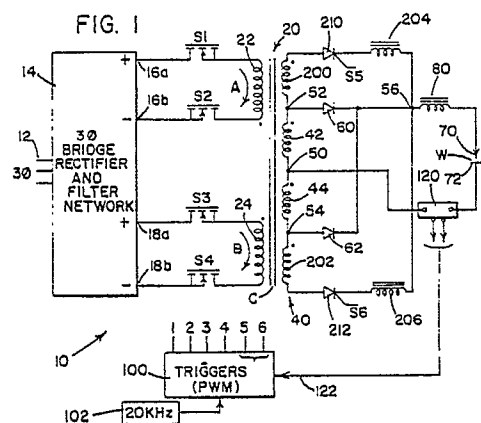 FIG. 1
14
12
30
+
16a
-
16b
+
18a
-
18b
30
BRIDGE
RECTIFIER
AND
FILTER
NETWORK
10
S1
S2
S3
S4
22
A
24
B
C
20
200
52
42
50
44
54
202
40
210
S5
60
62
212
S6
204
206
56
80
70
W
72
120
122
1 2 3 4 5 6
100
TRIGGERS
(PWM)
102
20KHz